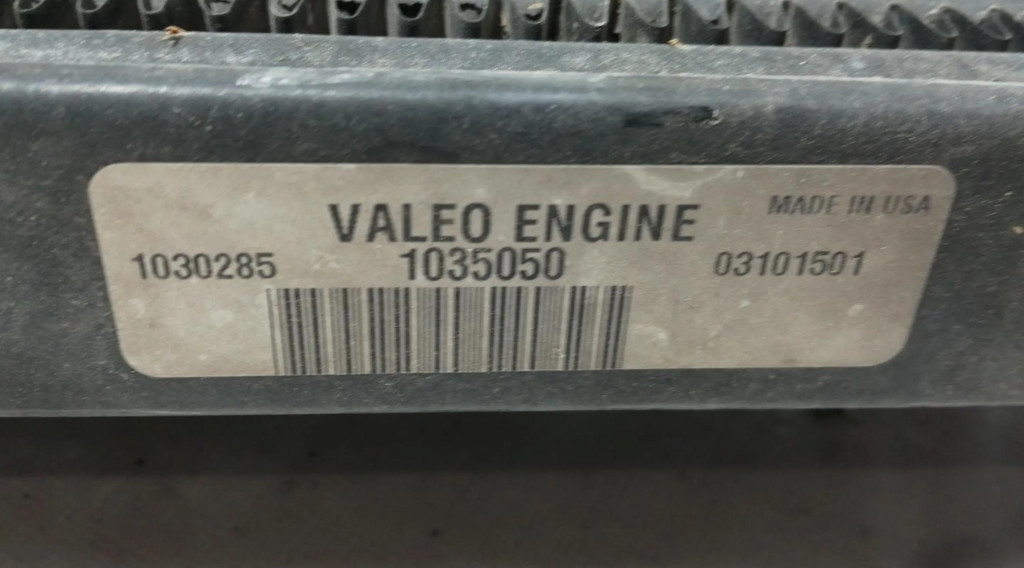 MADE IN USA
VALEO ENGINE
1030285 1035050 03101501